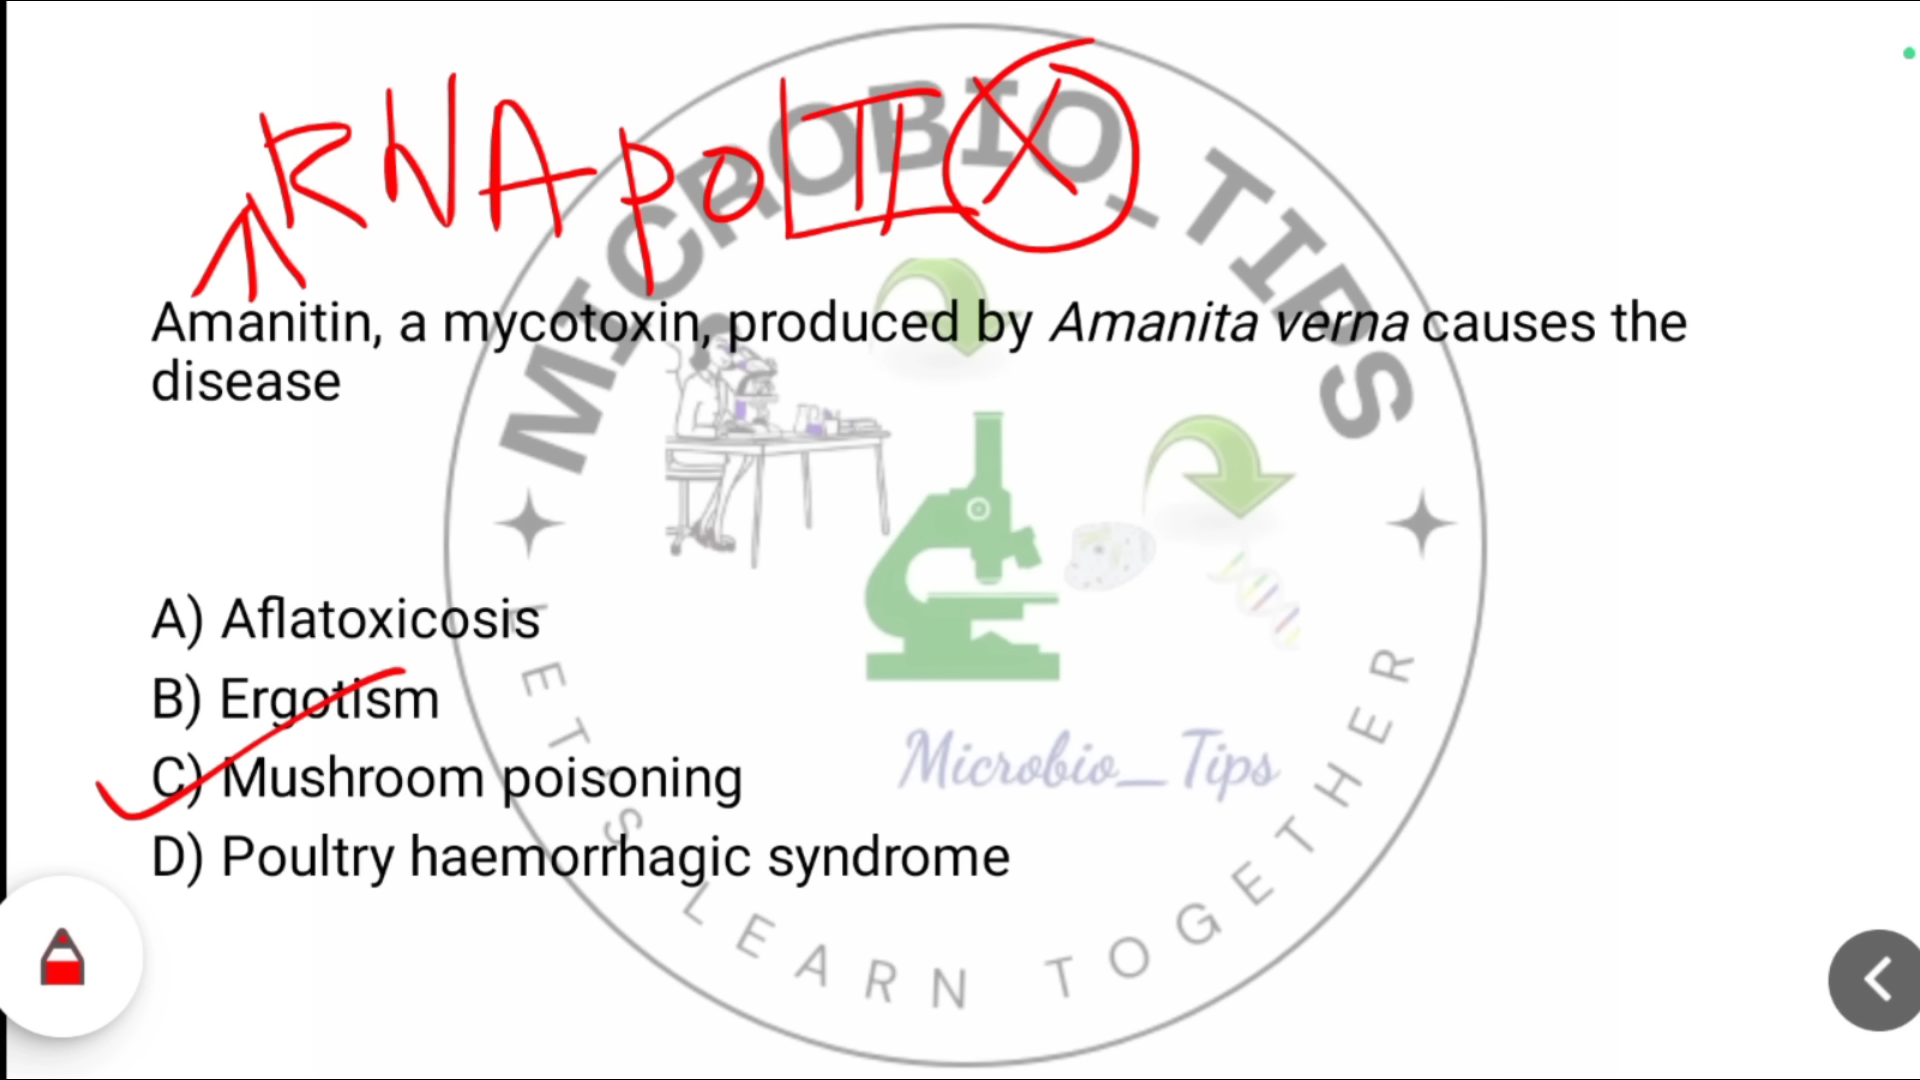 RNA pol II X
MICROBIO_TIPS
Amanitin, a mycotoxin, produced by Amanita verna causes the
disease
A) Aflatoxicosis
B) Ergotism
C) Mushroom poisoning
D) Poultry haemorrhagic syndrome
Microbio_Tips
LET'S LEARN TOGETHER